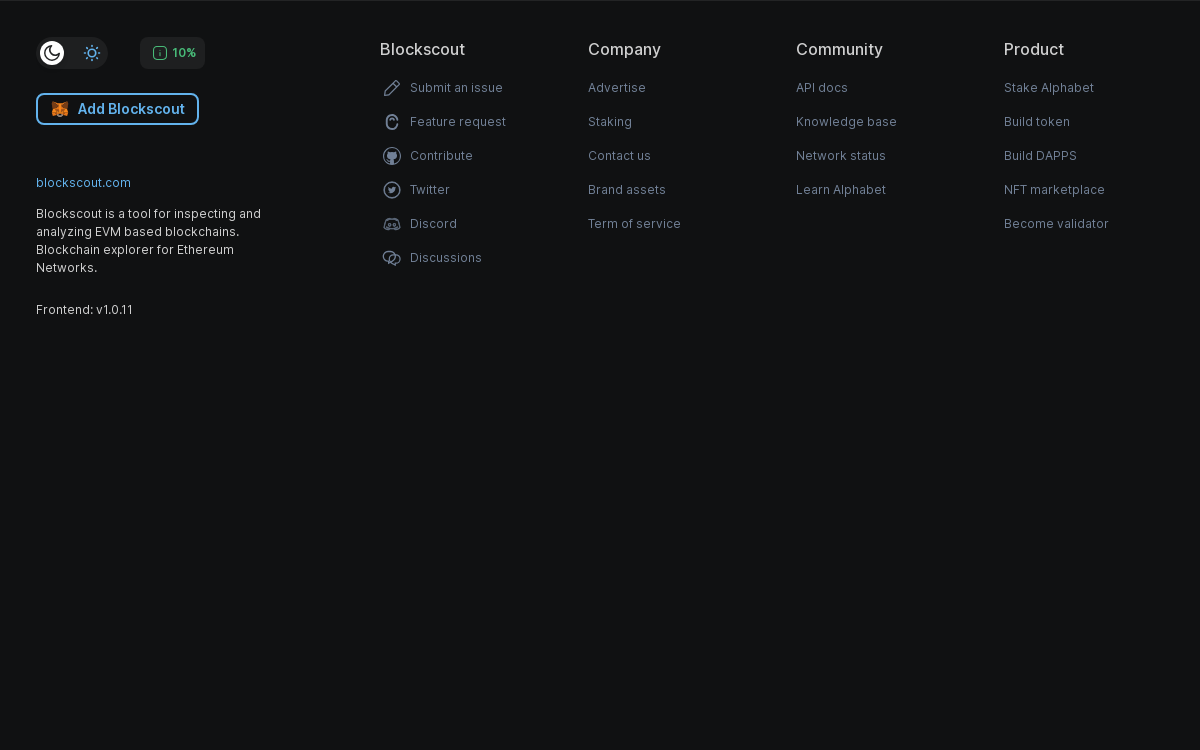 10%
Add Blockscout
blockscout.com
Blockscout is a tool for inspecting and
analyzing EVM based blockchains.
Blockchain explorer for Ethereum
Networks.
Frontend: v1.0.11
Blockscout
Submit an issue
Feature request
Contribute
Twitter
Discord
Discussions
Company
Advertise
Staking
Contact us
Brand assets
Term of service
Community
API docs
Knowledge base
Network status
Learn Alphabet
Product
Stake Alphabet
Build token
Build DAPPS
NFT marketplace
Become validator